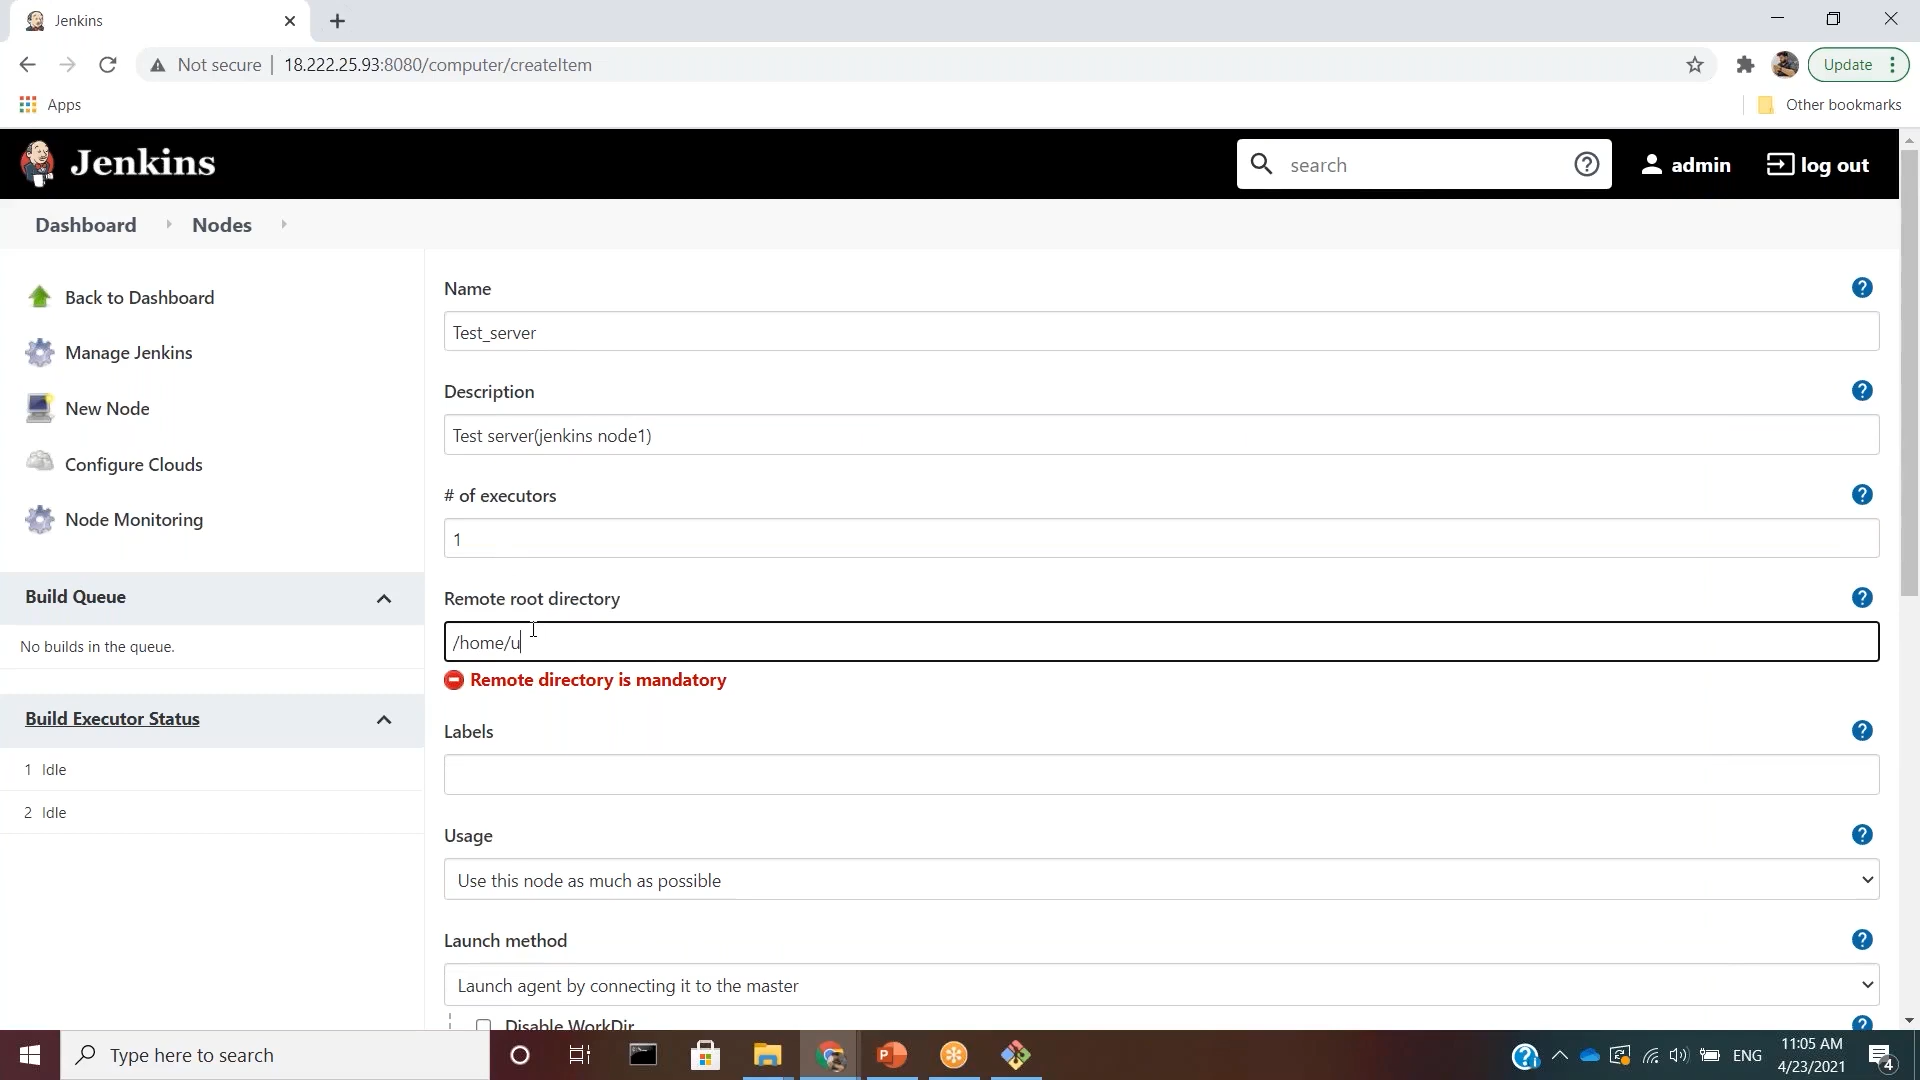 Jenkins
Not secure
18.222.25.93:8080/computer/createItem
Update
Apps
Other bookmarks
Jenkins
search
admin
log out
Dashboard
Nodes
Back to Dashboard
Manage Jenkins
New Node
Configure Clouds
Node Monitoring
Build Queue
No builds in the queue.
Build Executor Status
1 Idle
2 Idle
Name
Test_server
Description
Test server(jenkins node1)
# of executors
1
Remote root directory
/home/u
Remote directory is mandatory
Labels
Usage
Use this node as much as possible
Launch method
Launch agent by connecting it to the master
Disable WorkDir
Type here to search
ENG
11:05 AM
4/23/2021
4